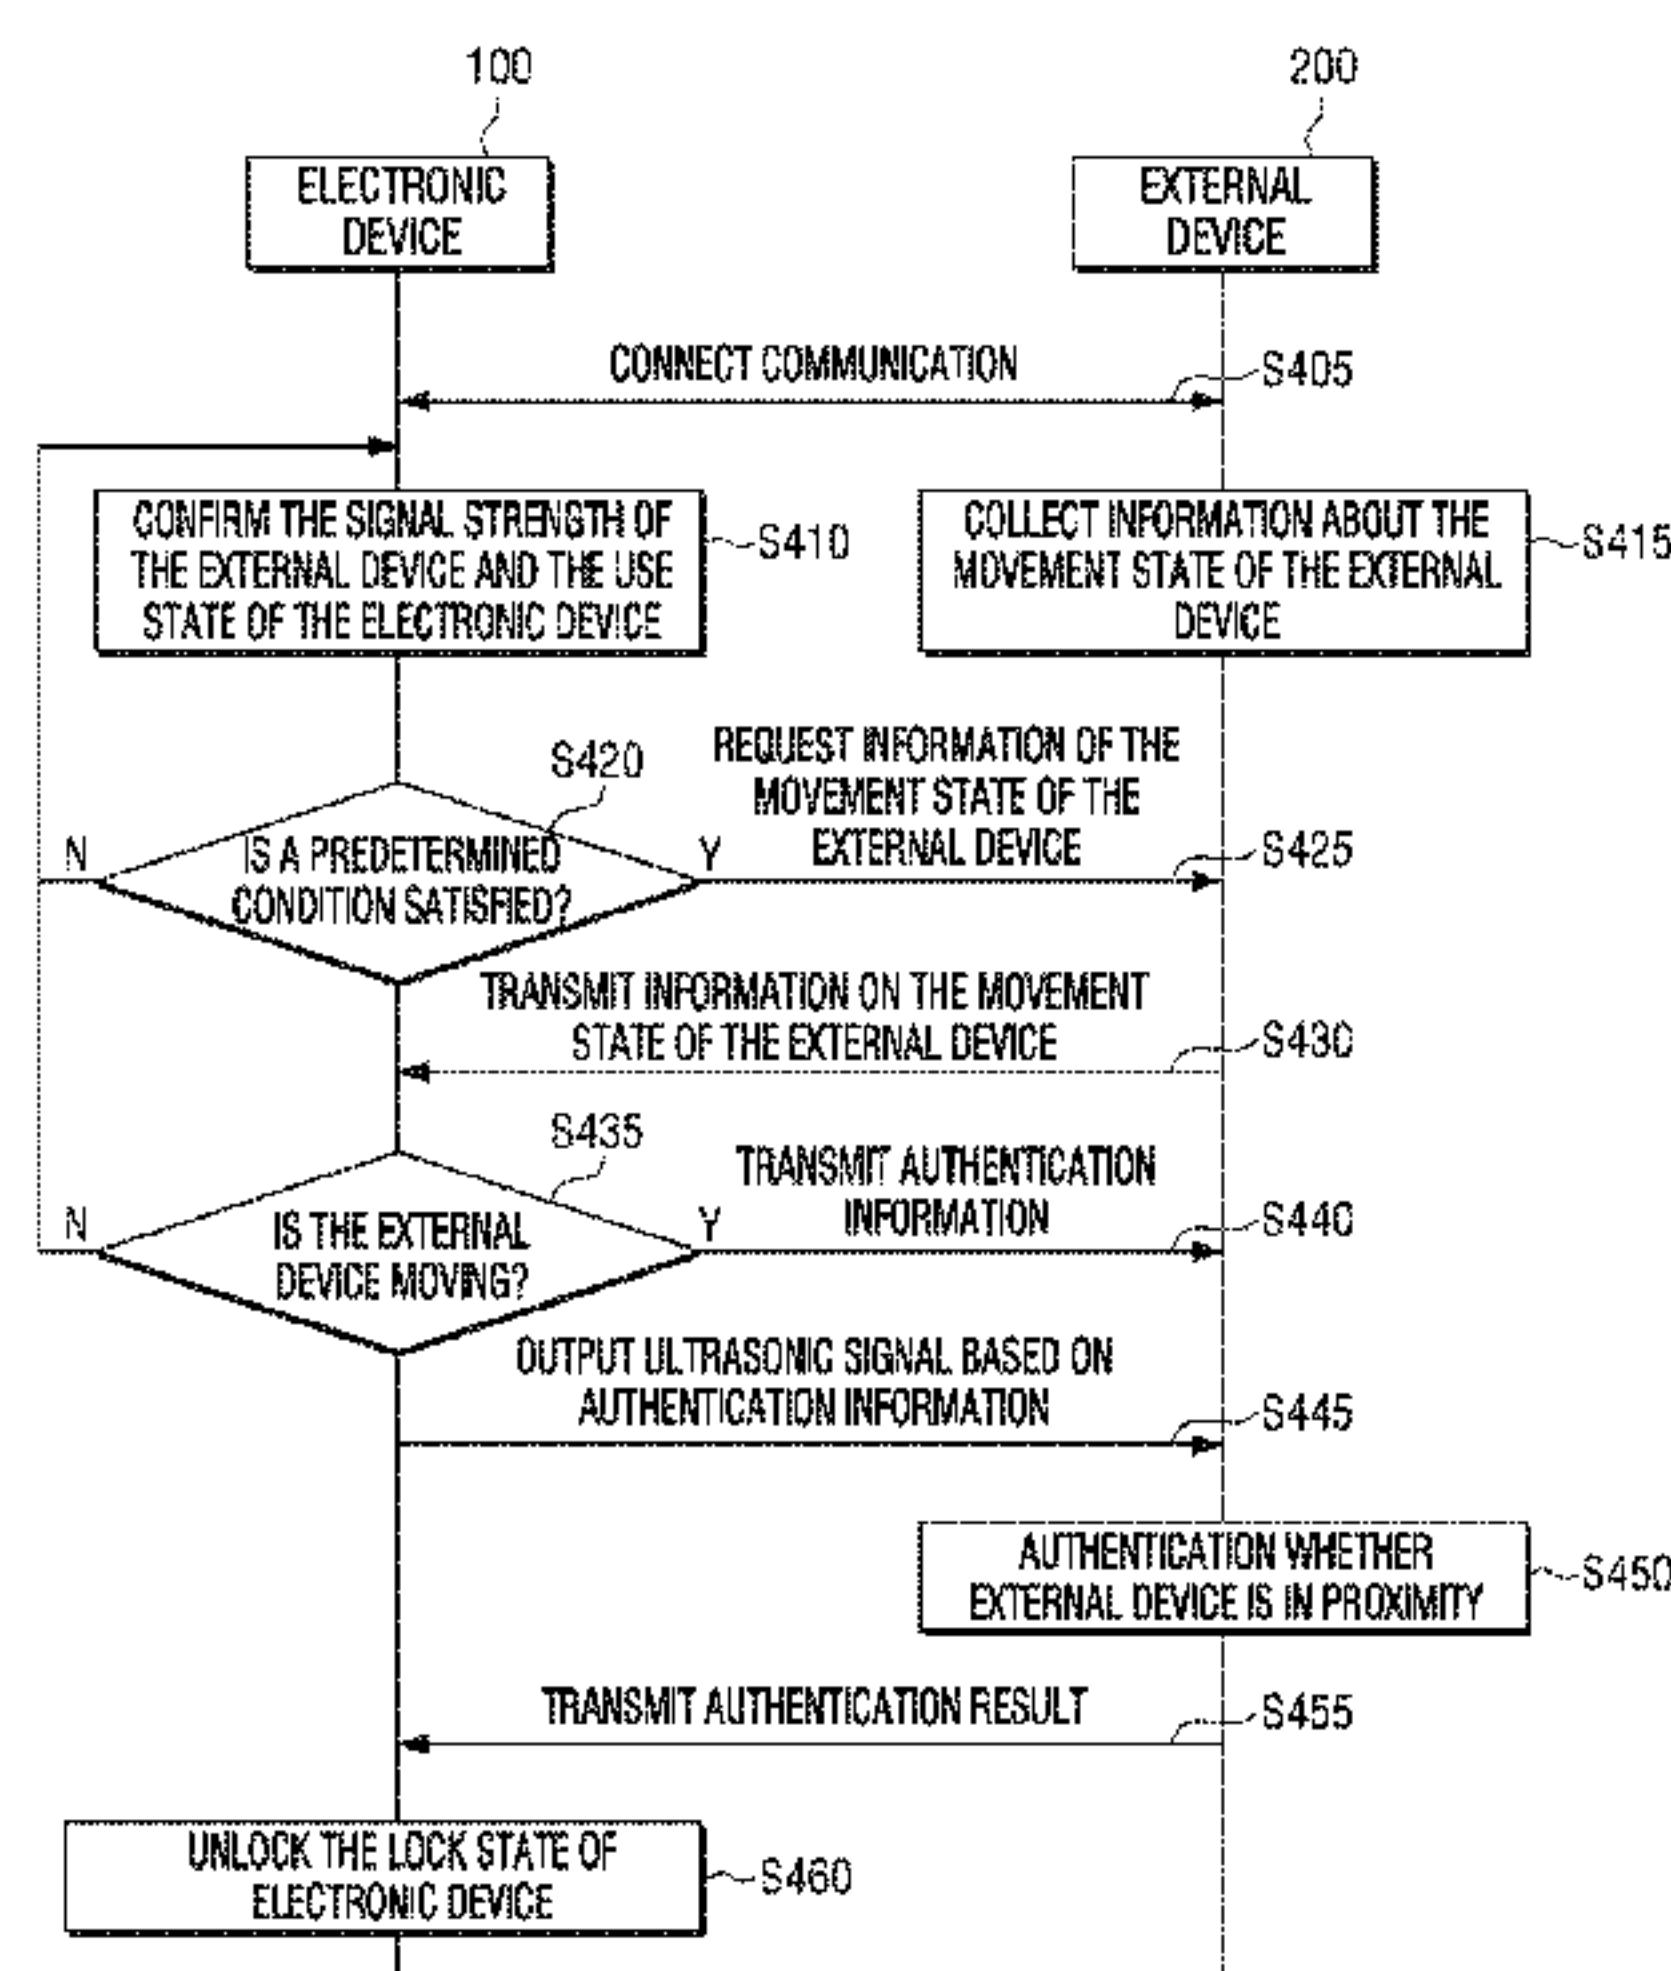 100
200
ELECTRONIC
DEVICE
EXTERNAL
DEVICE
CONNECT COMMUNICATION
S405
CONFIRM THE SIGNAL STRENGTH OF
THE EXTERNAL DEVICE AND THE USE
STATE OF THE ELECTRONIC DEVICE
S410
COLLECT INFORMATION ABOUT THE
MOVEMENT STATE OF THE EXTERNAL
DEVICE
S415
S420
IS A PREDETERMINED
CONDITION SATISFIED?
N
Y
REQUEST INFORMATION OF THE
MOVEMENT STATE OF THE
EXTERNAL DEVICE
S425
TRANSMIT INFORMATION ON THE MOVEMENT
STATE OF THE EXTERNAL DEVICE
S430
S435
IS THE EXTERNAL
DEVICE MOVING?
N
Y
TRANSMIT AUTHENTICATION
INFORMATION
S440
OUTPUT ULTRASONIC SIGNAL BASED ON
AUTHENTICATION INFORMATION
S445
AUTHENTICATION WHETHER
EXTERNAL DEVICE IS IN PROXIMITY
S450
TRANSMIT AUTHENTICATION RESULT
S455
UNLOCK THE LOCK STATE OF
ELECTRONIC DEVICE
S460